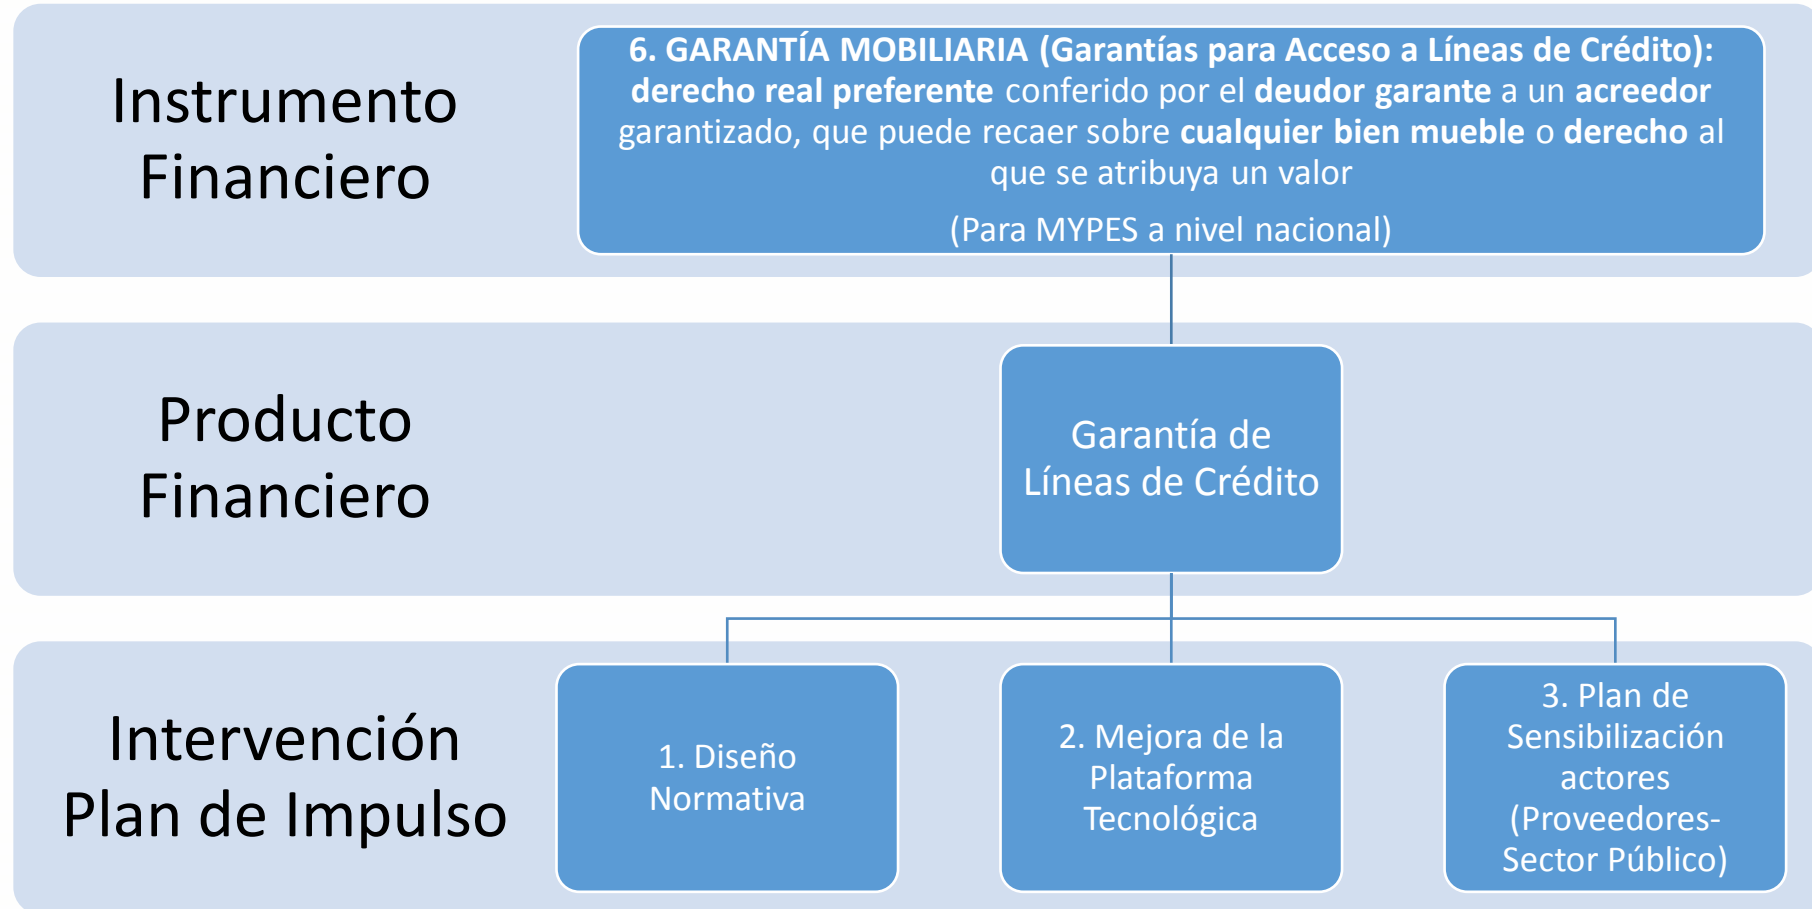 Instrumento
Financiero
6. GARANTÍA MOBILIARIA (Garantías para Acceso a Líneas de Crédito):
derecho real preferente conferido por el deudor garante a un acreedor
garantizado, que puede recaer sobre cualquier bien mueble o derecho al
que se atribuya un valor
(Para MYPES a nivel nacional)
Producto
Financiero
Garantía de
Líneas de Crédito
Intervención
Plan de Impulso
1. Diseño
Normativa
2. Mejora de la
Plataforma
Tecnológica
3. Plan de
Sensibilización
actores
(Proveedores-
Sector Público)